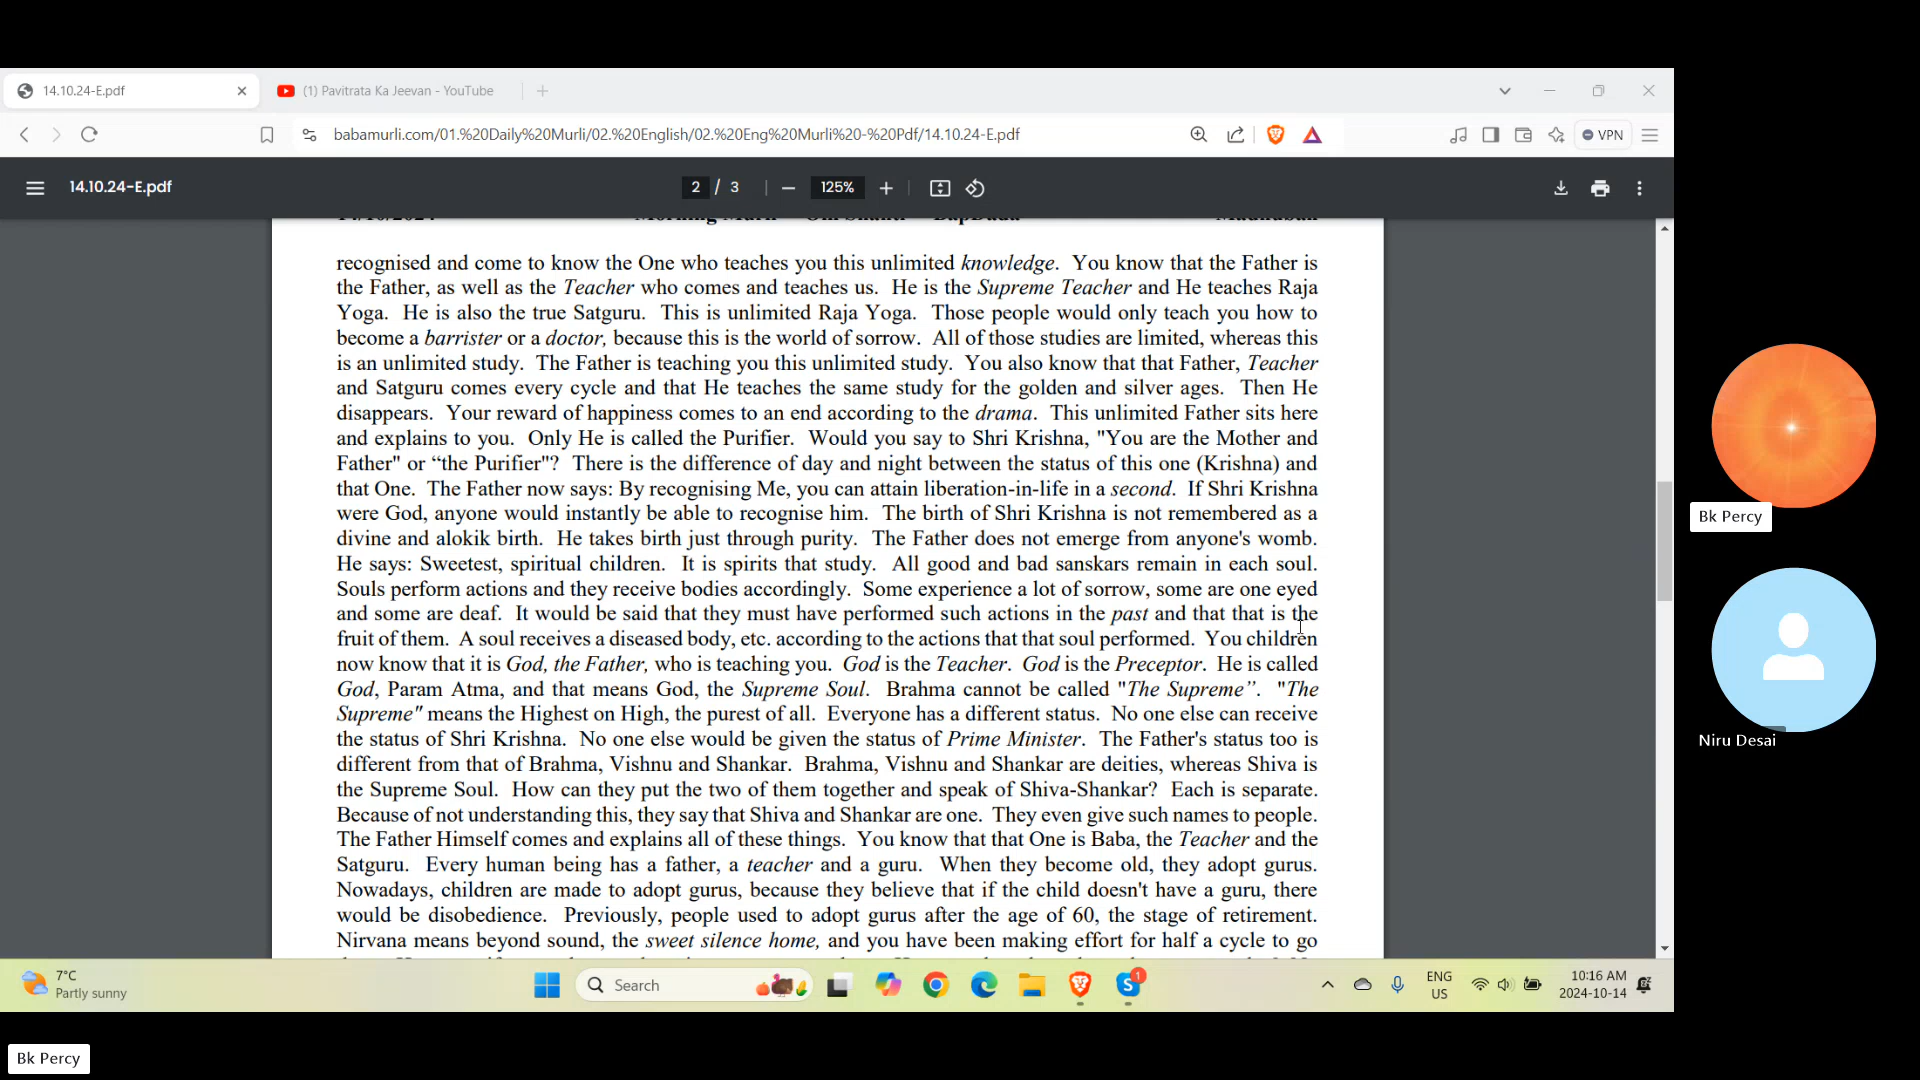 14.10.24-E.pdf
(1) Pavitrata Ka Jeevan - YouTube
babamurli.com/01.%20Daily%20Murli/02.%20English/02.%20Eng%20Murli%20-%20Pdf/14.10.24-E.pdf
VPN
14.10.24-E.pdf
2 / 3
125%
14/10/2024 Morning Murli Om Shanti BapDada Madhuban
recognised and come to know the One who teaches you this unlimited knowledge. You know that the Father is
the Father, as well as the Teacher who comes and teaches us. He is the Supreme Teacher and He teaches Raja
Yoga. He is also the true Satguru. This is unlimited Raja Yoga. Those people would only teach you how to
become a barrister or a doctor, because this is the world of sorrow. All of those studies are limited, whereas this
is an unlimited study. The Father is teaching you this unlimited study. You also know that that Father, Teacher
and Satguru comes every cycle and that He teaches the same study for the golden and silver ages. Then He
disappears. Your reward of happiness comes to an end according to the drama. This unlimited Father sits here
and explains to you. Only He is called the Purifier. Would you say to Shri Krishna, "You are the Mother and
Father" or “the Purifier"? There is the difference of day and night between the status of this one (Krishna) and
that One. The Father now says: By recognising Me, you can attain liberation-in-life in a second. If Shri Krishna
were God, anyone would instantly be able to recognise him. The birth of Shri Krishna is not remembered as a
divine and alokik birth. He takes birth just through purity. The Father does not emerge from anyone's womb.
He says: Sweetest, spiritual children. It is spirits that study. All good and bad sanskars remain in each soul.
Souls perform actions and they receive bodies accordingly. Some experience a lot of sorrow, some are one eyed
and some are deaf. It would be said that they must have performed such actions in the past and that that is the
fruit of them. A soul receives a diseased body, etc. according to the actions that that soul performed. You children
now know that it is God, the Father, who is teaching you. God is the Teacher. God is the Preceptor. He is called
God, Param Atma, and that means God, the Supreme Soul. Brahma cannot be called "The Supreme”. "The
Supreme" means the Highest on High, the purest of all. Everyone has a different status. No one else can receive
the status of Shri Krishna. No one else would be given the status of Prime Minister. The Father's status too is
different from that of Brahma, Vishnu and Shankar. Brahma, Vishnu and Shankar are deities, whereas Shiva is
the Supreme Soul. How can they put the two of them together and speak of Shiva-Shankar? Each is separate.
Because of not understanding this, they say that Shiva and Shankar are one. They even give such names to people.
The Father Himself comes and explains all of these things. You know that that One is Baba, the Teacher and the
Satguru. Every human being has a father, a teacher and a guru. When they become old, they adopt gurus.
Nowadays, children are made to adopt gurus, because they believe that if the child doesn't have a guru, there
would be disobedience. Previously, people used to adopt gurus after the age of 60, the stage of retirement.
Nirvana means beyond sound, the sweet silence home, and you have been making effort for half a cycle to go
Bk Percy
Niru Desai
7°C
Partly sunny
Search
S 1
ENG
US
10:16 AM
2024-10-14
Bk Percy